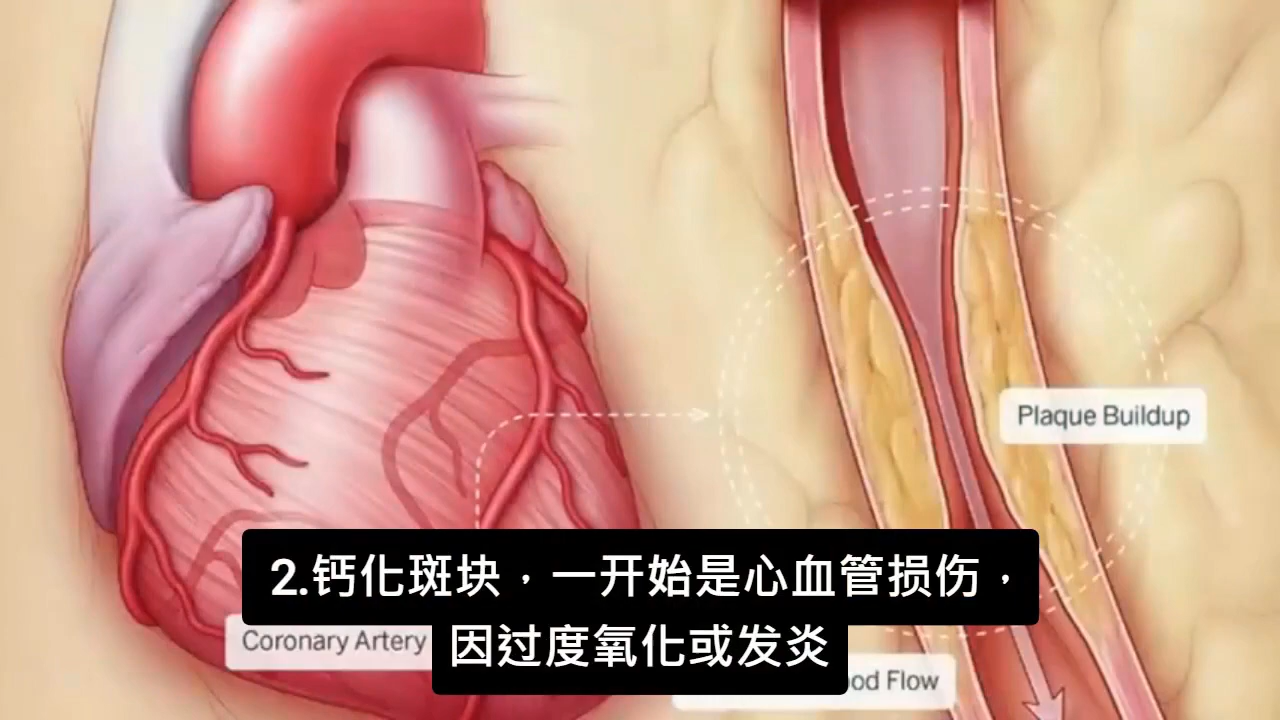 Plaque Buildup
2.钙化斑块，一开始是心血管损伤，
因过度氧化或发炎
Coronary Artery
Flow